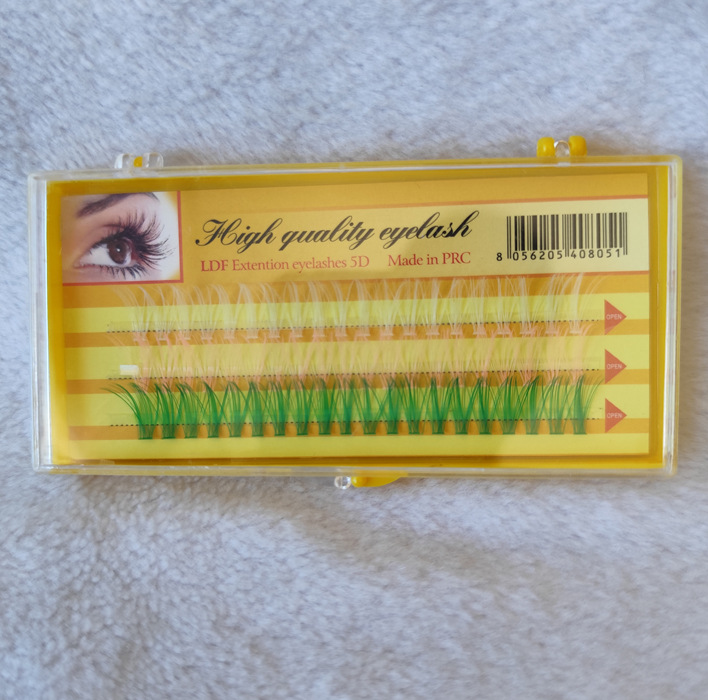 High quality eyelash
LDF Extention eyelashes 5D Made in PRC
8 056205 408051
OPEN
OPEN
OPEN